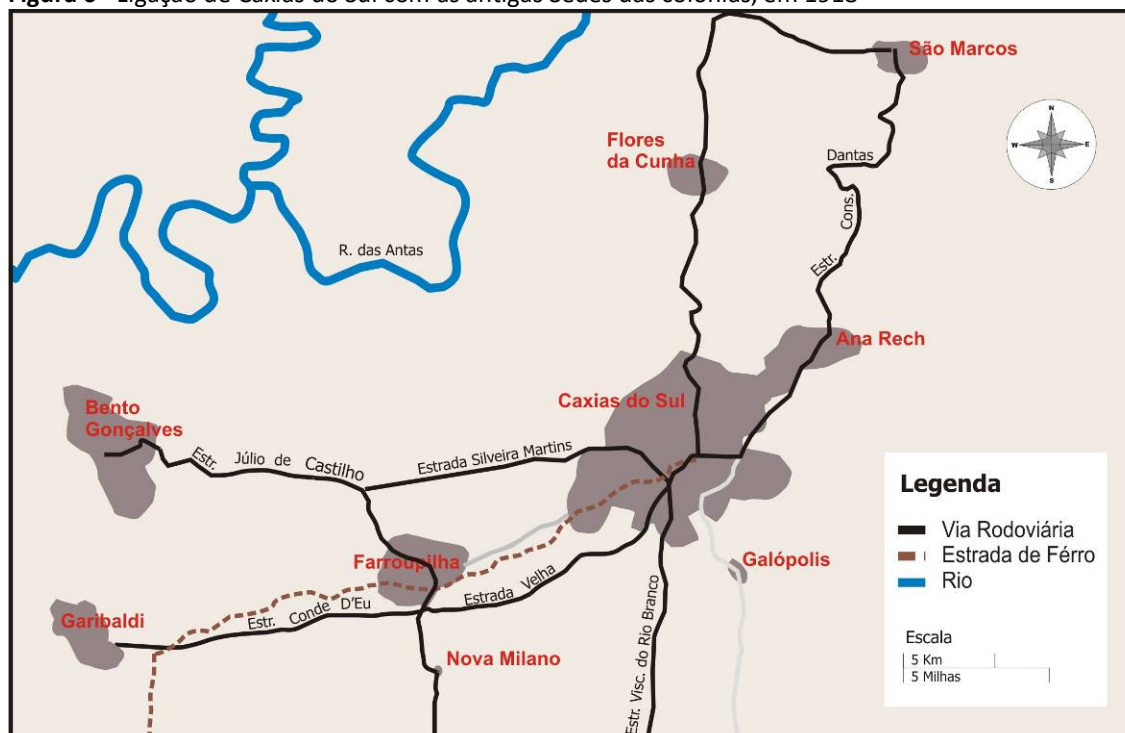 São Marcos
N
W
E
S
Flores
da Cunha
Dantas
Cons.
Estr.
R. das Antas
Ana Rech
Caxias do Sul
Bento
Gonçalves
Estr. Júlio de Castilho
Estrada Silveira Martins
Legenda
Via Rodoviária
Estrada de Férro
Rio
Escala
5 Km
5 Milhas
Farroupilha
Galópolis
Estrada Velha
Estr. Conde D'Eu
Garibaldi
Nova Milano
Estr. Visc. do Rio Branco